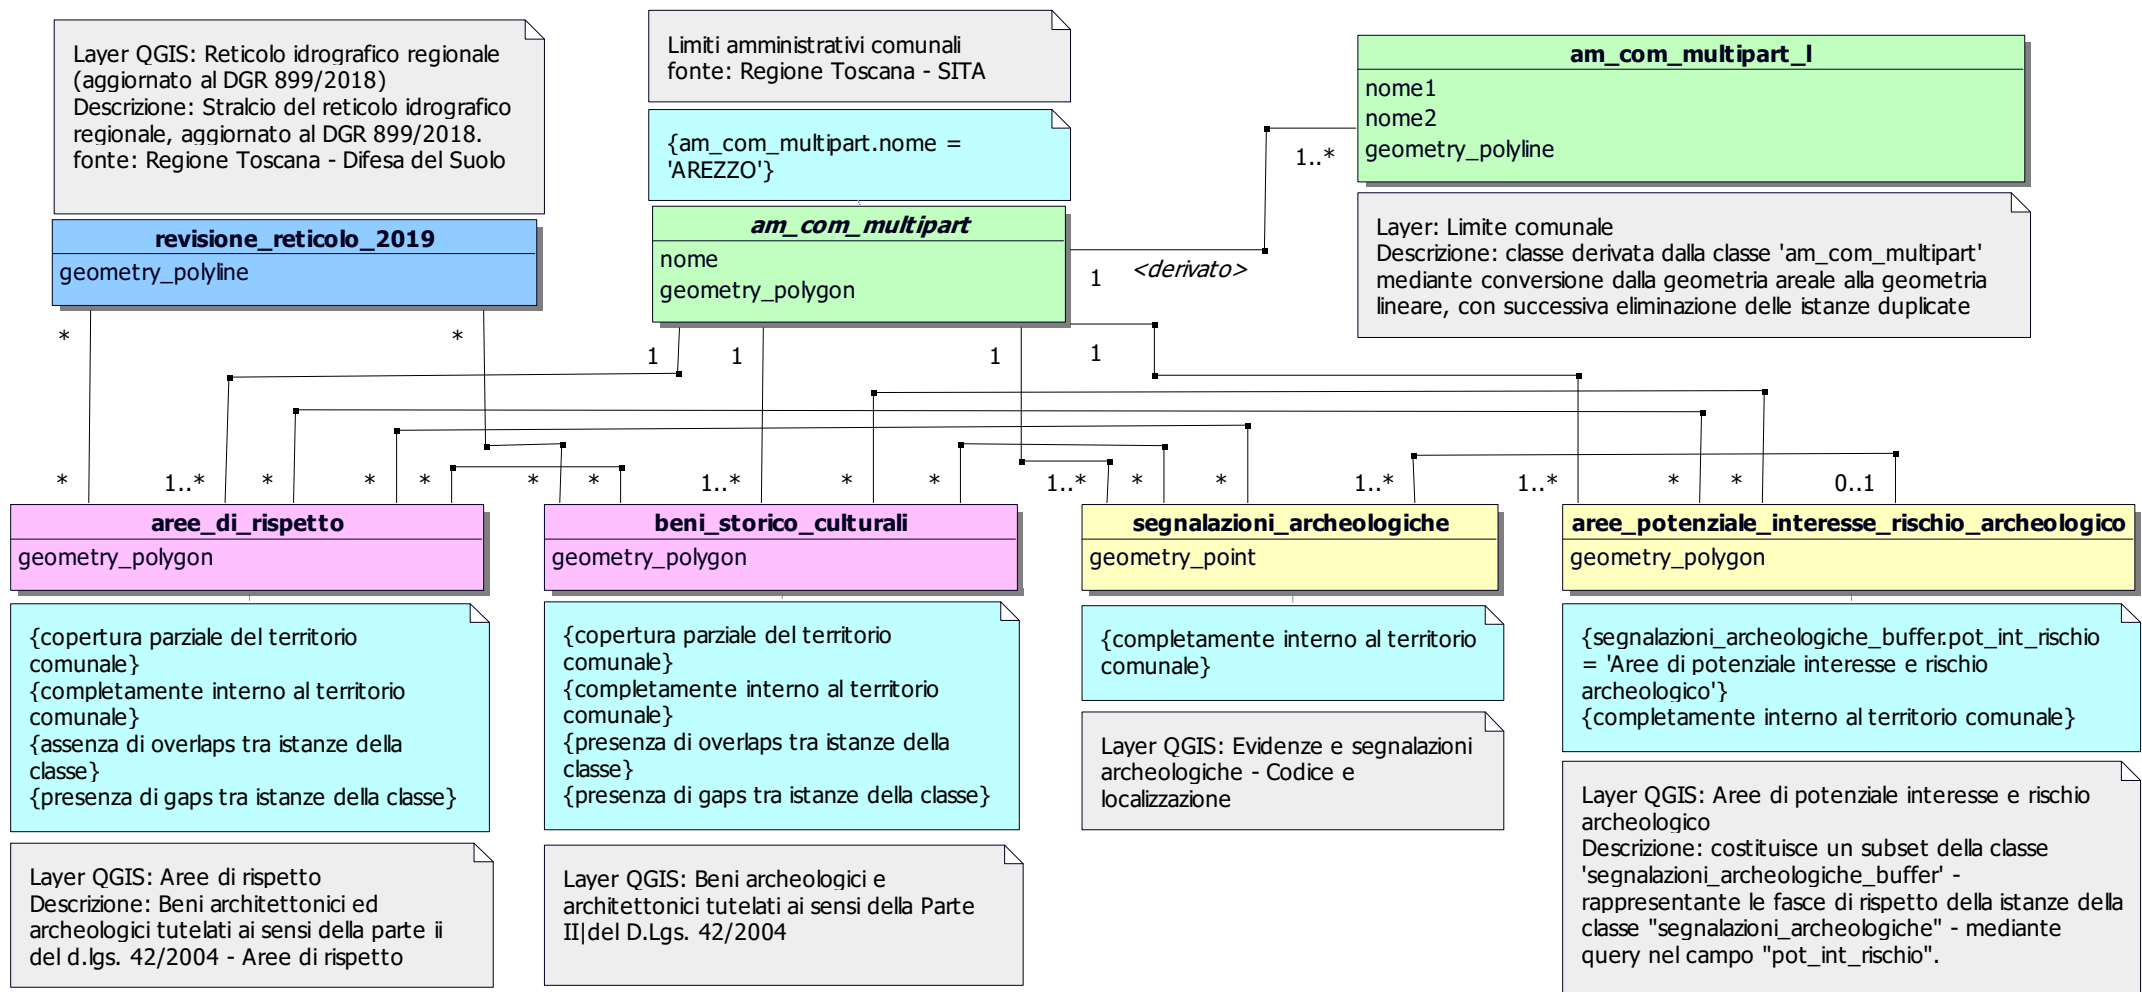 Layer QGIS: Reticolo idrografico regionale
(aggiornato al DGR 899/2018)
Descrizione: Stralcio del reticolo idrografico
regionale, aggiornato al DGR 899/2018.
fonte: Regione Toscana - Difesa del Suolo
Limiti amministrativi comunali
fonte: Regione Toscana - SITA
{am_com_multipart.nome =
'AREZZO'}
am_com_multipart_l
nome1
nome2
geometry_polyline
1..*
Layer: Limite comunale
Descrizione: classe derivata dalla classe 'am_com_multipart'
mediante conversione dalla geometria areale alla geometria
lineare, con successiva eliminazione delle istanze duplicate
revisione_reticolo_2019
geometry_polyline
am_com_multipart
nome
geometry_polygon
1
<derivato>
* * 1 1 1 1
* 1..* * * * * * 1..* * * 1..* * * 1..* 1..* * * 0..1
aree_di_rispetto
geometry_polygon
beni_storico_culturali
geometry_polygon
segnalazioni_archeologiche
geometry_point
aree_potenziale_interesse_rischio_archeologico
geometry_polygon
{copertura parziale del territorio
comunale}
{completamente interno al territorio
comunale}
{assenza di overlaps tra istanze della
classe}
{presenza di gaps tra istanze della classe}
{copertura parziale del territorio
comunale}
{completamente interno al territorio
comunale}
{presenza di overlaps tra istanze della
classe}
{presenza di gaps tra istanze della classe}
{completamente interno al territorio
comunale}
{segnalazioni_archeologiche_buffer.pot_int_rischio
= 'Aree di potenziale interesse e rischio
archeologico'}
{completamente interno al territorio comunale}
Layer QGIS: Aree di rispetto
Descrizione: Beni architettonici ed
archeologici tutelati ai sensi della parte ii
del d.lgs. 42/2004 - Aree di rispetto
Layer QGIS: Beni archeologici e
architettonici tutelati ai sensi della Parte
II|del D.Lgs. 42/2004
Layer QGIS: Evidenze e segnalazioni
archeologiche - Codice e
localizzazione
Layer QGIS: Aree di potenziale interesse e rischio
archeologico
Descrizione: costituisce un subset della classe
'segnalazioni_archeologiche_buffer' -
rappresentante le fasce di rispetto della istanze della
classe "segnalazioni_archeologiche" - mediante
query nel campo "pot_int_rischio".